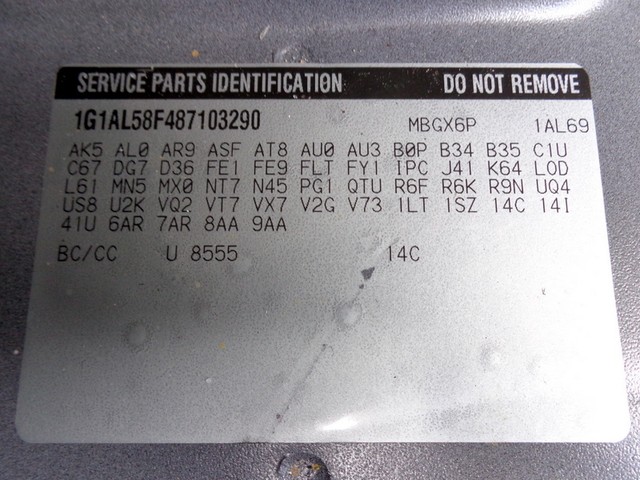 SERVICE PARTS IDENTIFICATION DO NOT REMOVE
1G1AL58F487103290 MBGX6P 1AL69
AK5 AL0 AR9 ASF AT8 AU0 AU3 B0P B34 B35 C1U
C67 DG7 D36 FE1 FE9 FLT FY1 IPC J41 K64 LOD
L61 MN5 MX0 NT7 N45 PG1 QTU R6F R6K R9N UQ4
US8 U2K VQ2 VT7 VX7 V2G V73 1LT 1SZ 14C 14I
41U 6AR 7AR 8AA 9AA
BC/CC U 8555 14C